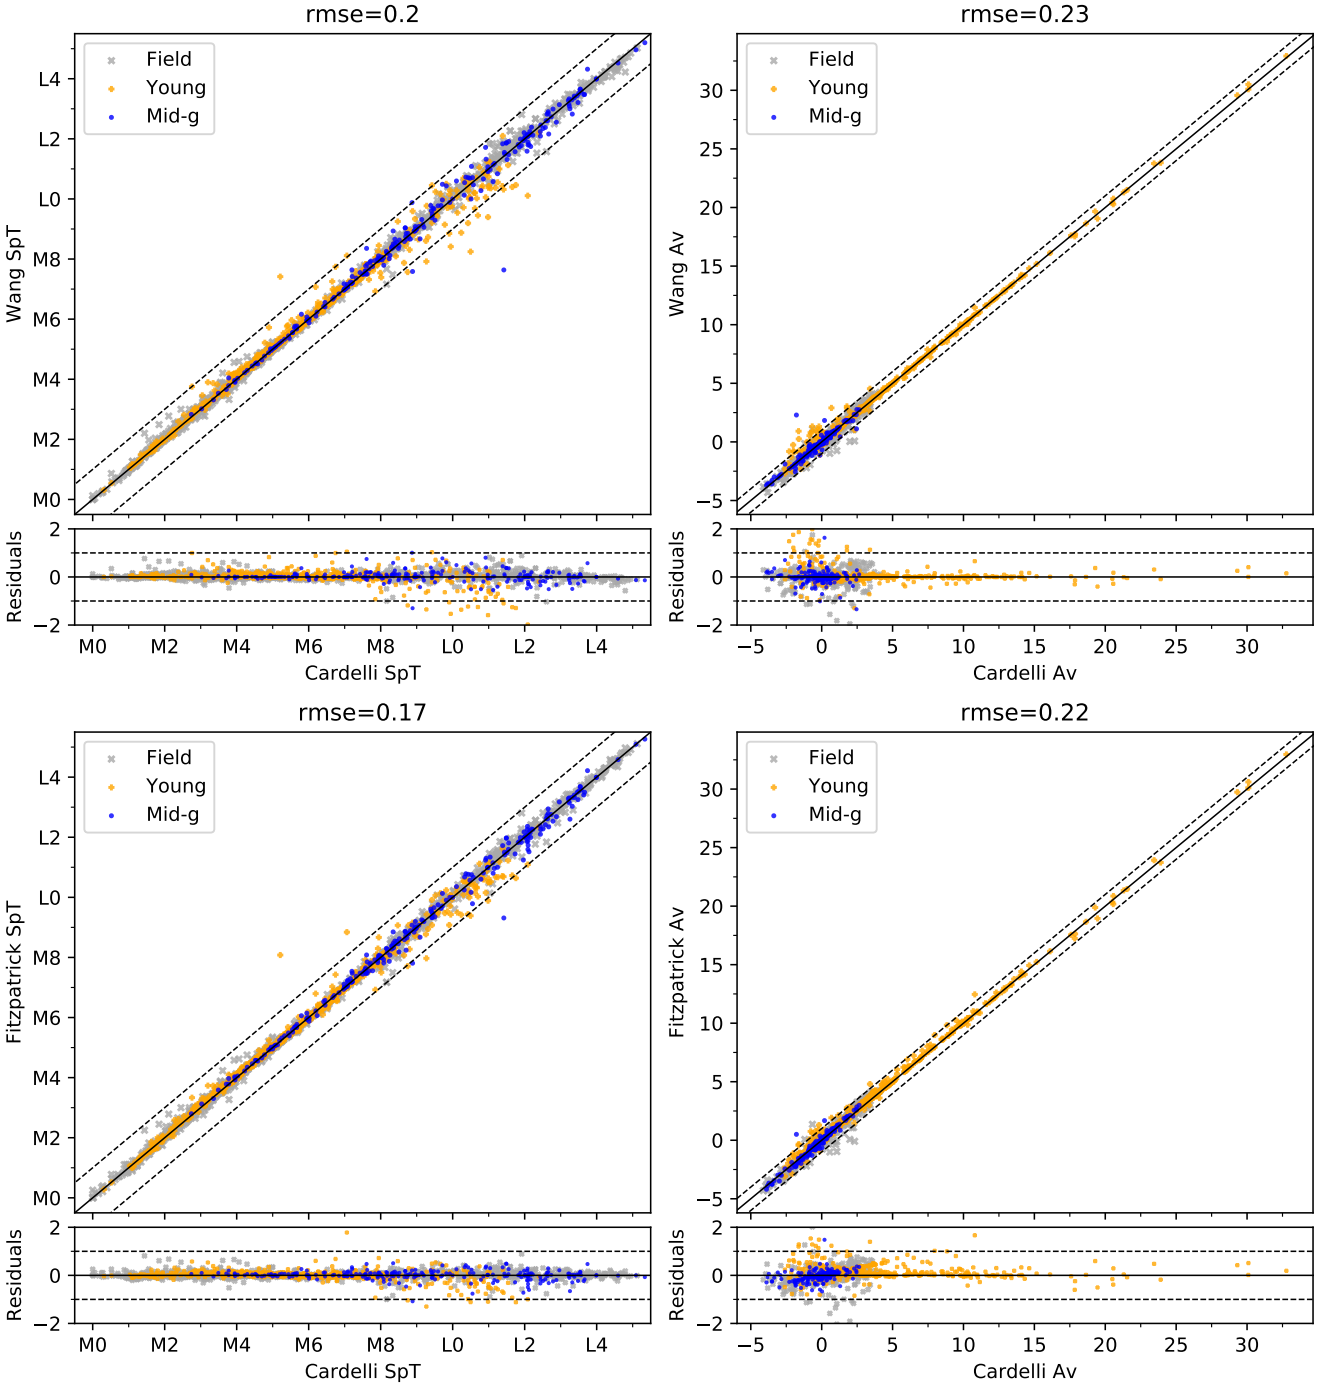 rmse=0.2
Field
Young
Mid-g
L4
L2
L0
M8
M6
M4
M2
M0
Wang SpT
2
0
−2
Residuals
M0 M2 M4 M6 M8 L0 L2 L4
Cardelli SpT
rmse=0.23
Field
Young
Mid-g
30
25
20
15
10
5
0
−5
Wang Av
2
0
−2
Residuals
−5 0 5 10 15 20 25 30
Cardelli Av
rmse=0.17
Field
Young
Mid-g
L4
L2
L0
M8
M6
M4
M2
M0
Fitzpatrick SpT
2
0
−2
Residuals
M0 M2 M4 M6 M8 L0 L2 L4
Cardelli SpT
rmse=0.22
Field
Young
Mid-g
30
25
20
15
10
5
0
−5
Fitzpatrick Av
2
0
−2
Residuals
−5 0 5 10 15 20 25 30
Cardelli Av